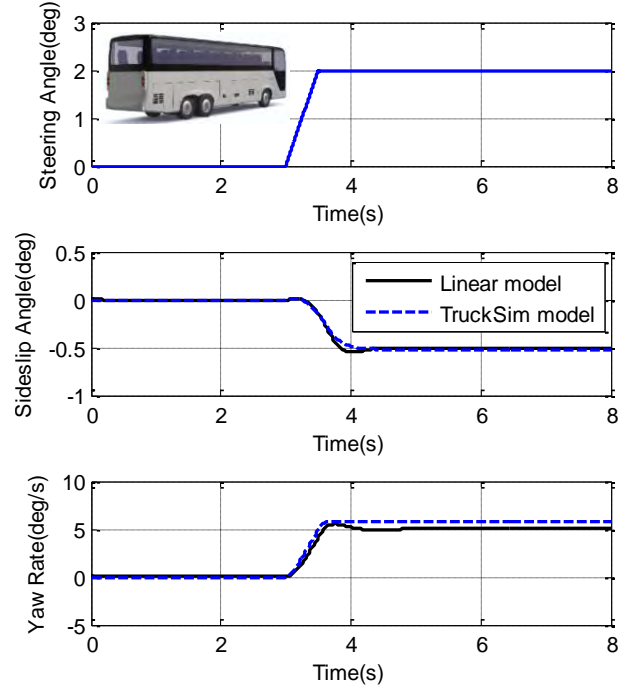 3
2
1
0
Steering Angle(deg)
0 2 4 6 8
Time(s)
0.5
0
-0.5
-1
Sideslip Angle(deg)
Linear model
TruckSim model
0 2 4 6 8
Time(s)
10
5
0
-5
Yaw Rate(deg/s)
0 2 4 6 8
Time(s)